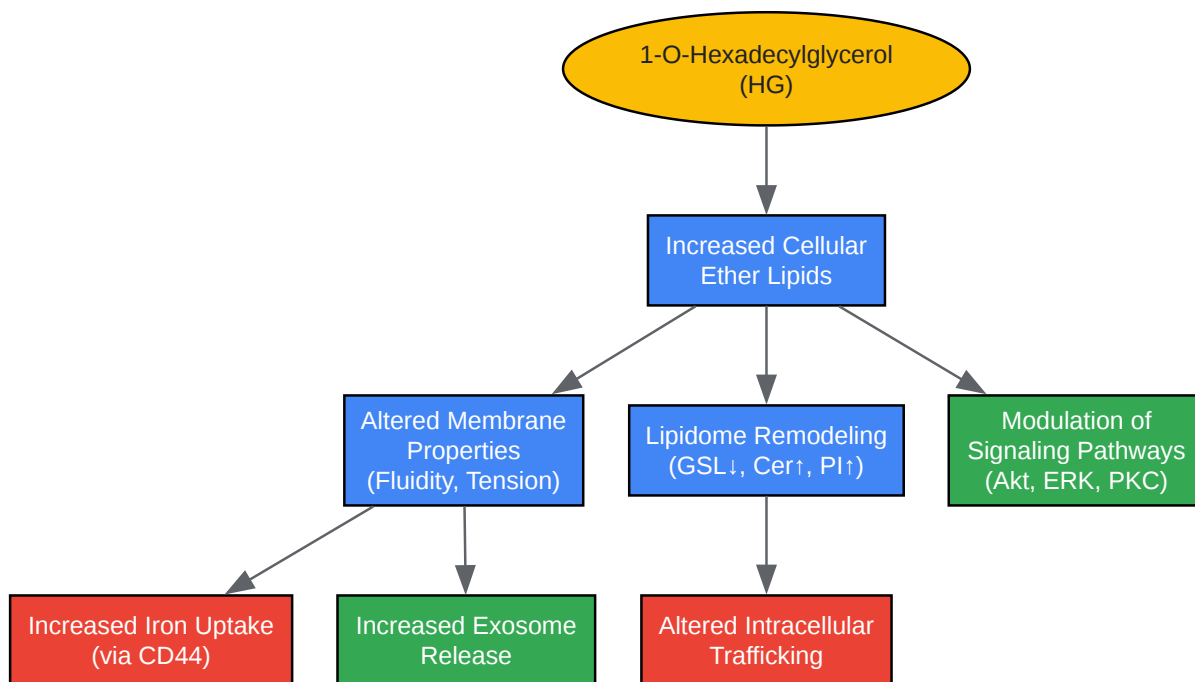 1-O-Hexadecylglycerol
(HG)
Increased Cellular
Ether Lipids
Altered Membrane
Properties
(Fluidity, Tension)
Lipidome Remodeling
(GSL↓, Cer↑, PI↑)
Modulation of
Signaling Pathways
(Akt, ERK, PKC)
Increased Iron Uptake
(via CD44)
Increased Exosome
Release
Altered Intracellular
Trafficking